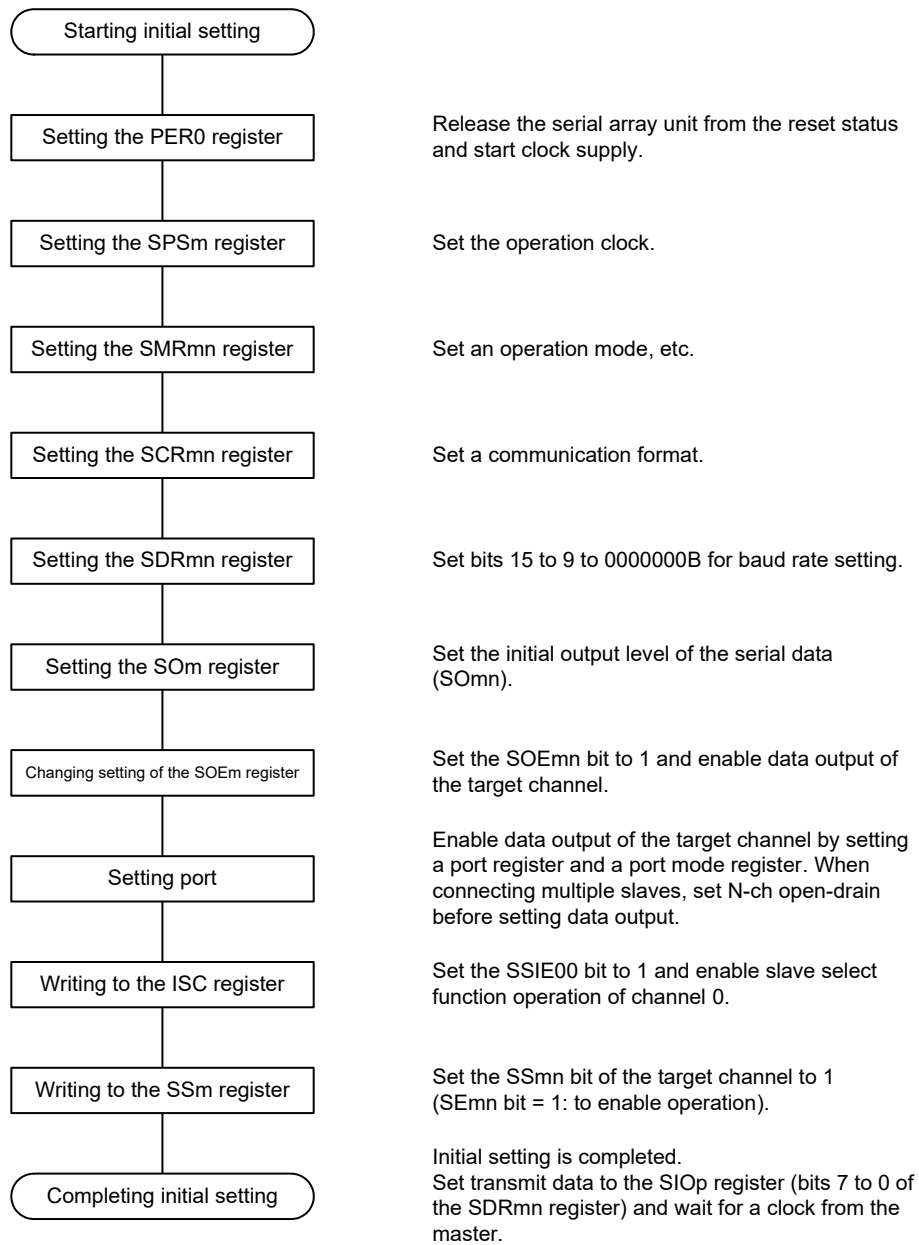 Starting initial setting
Setting the PER0 register
Release the serial array unit from the reset status
and start clock supply.
Setting the SPSm register
Set the operation clock.
Setting the SMRmn register
Set an operation mode, etc.
Setting the SCRmn register
Set a communication format.
Setting the SDRmn register
Set bits 15 to 9 to 0000000B for baud rate setting.
Setting the SOm register
Set the initial output level of the serial data
(SOmn).
Changing setting of the SOEm register
Set the SOEmn bit to 1 and enable data output of
the target channel.
Setting port
Enable data output of the target channel by setting
a port register and a port mode register. When
connecting multiple slaves, set N-ch open-drain
before setting data output.
Writing to the ISC register
Set the SSIE00 bit to 1 and enable slave select
function operation of channel 0.
Writing to the SSm register
Set the SSmn bit of the target channel to 1
(SEmn bit = 1: to enable operation).
Completing initial setting
Initial setting is completed.
Set transmit data to the SIOp register (bits 7 to 0 of
the SDRmn register) and wait for a clock from the
master.